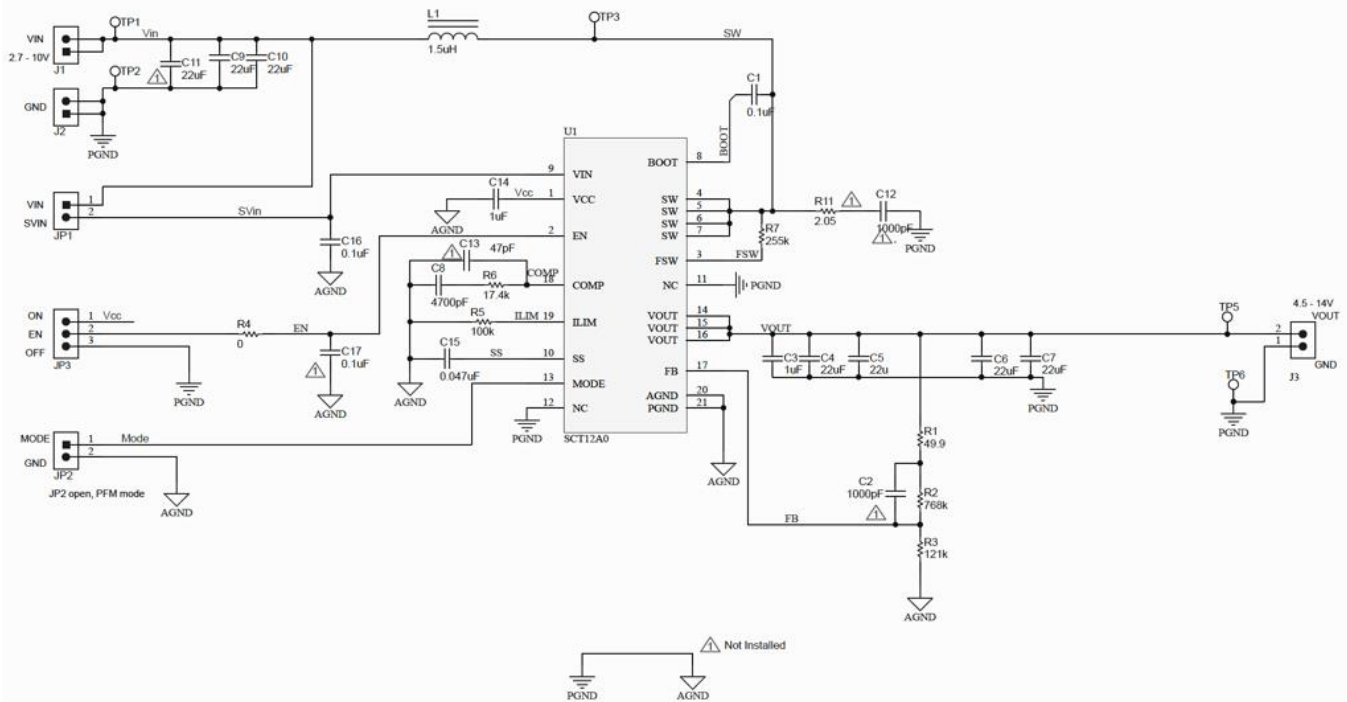 TP1
VIN
2.7 - 10V
J1
Vin
L1
1.5uH
TP3
SW
TP2
C11
22uF
1
C9
22uF
C10
22uF
GND
J2
PGND
C1
0.1uF
BOOT
U1
VIN
SVIN
1
2
JP1
SVin
C16
0.1uF
AGND
C14
1uF
Vcc
AGND
9
VIN
1
VCC
2
EN
18
COMP
19
ILIM
10
SS
13
MODE
12
NC
SCT12A0
BOOT
8
SW
4
SW
5
SW
6
SW
7
FSW
3
NC
11
VOUT
14
VOUT
15
VOUT
16
FB
17
AGND
20
PGND
21
R7
255k
FSW
R11
2.05
1
C12
1000pF
1
PGND
PGND
C13
47pF
1
C8
4700pF
R6
17.4k
COMP
R5
100k
ILIM
C15
0.047uF
SS
AGND
PGND
ON
EN
OFF
1
2
3
JP3
Vcc
PGND
R4
0
EN
C17
0.1uF
1
AGND
MODE
GND
1
2
JP2
Mode
AGND
JP2 open, PFM mode
VOUT
C3
1uF
C4
22uF
C5
22u
C6
22uF
C7
22uF
PGND
TP5
4.5 - 14V
VOUT
2
1
GND
J3
TP6
PGND
AGND
R1
49.9
C2
1000pF
1
R2
768k
FB
R3
121k
AGND
1 Not Installed
PGND
AGND